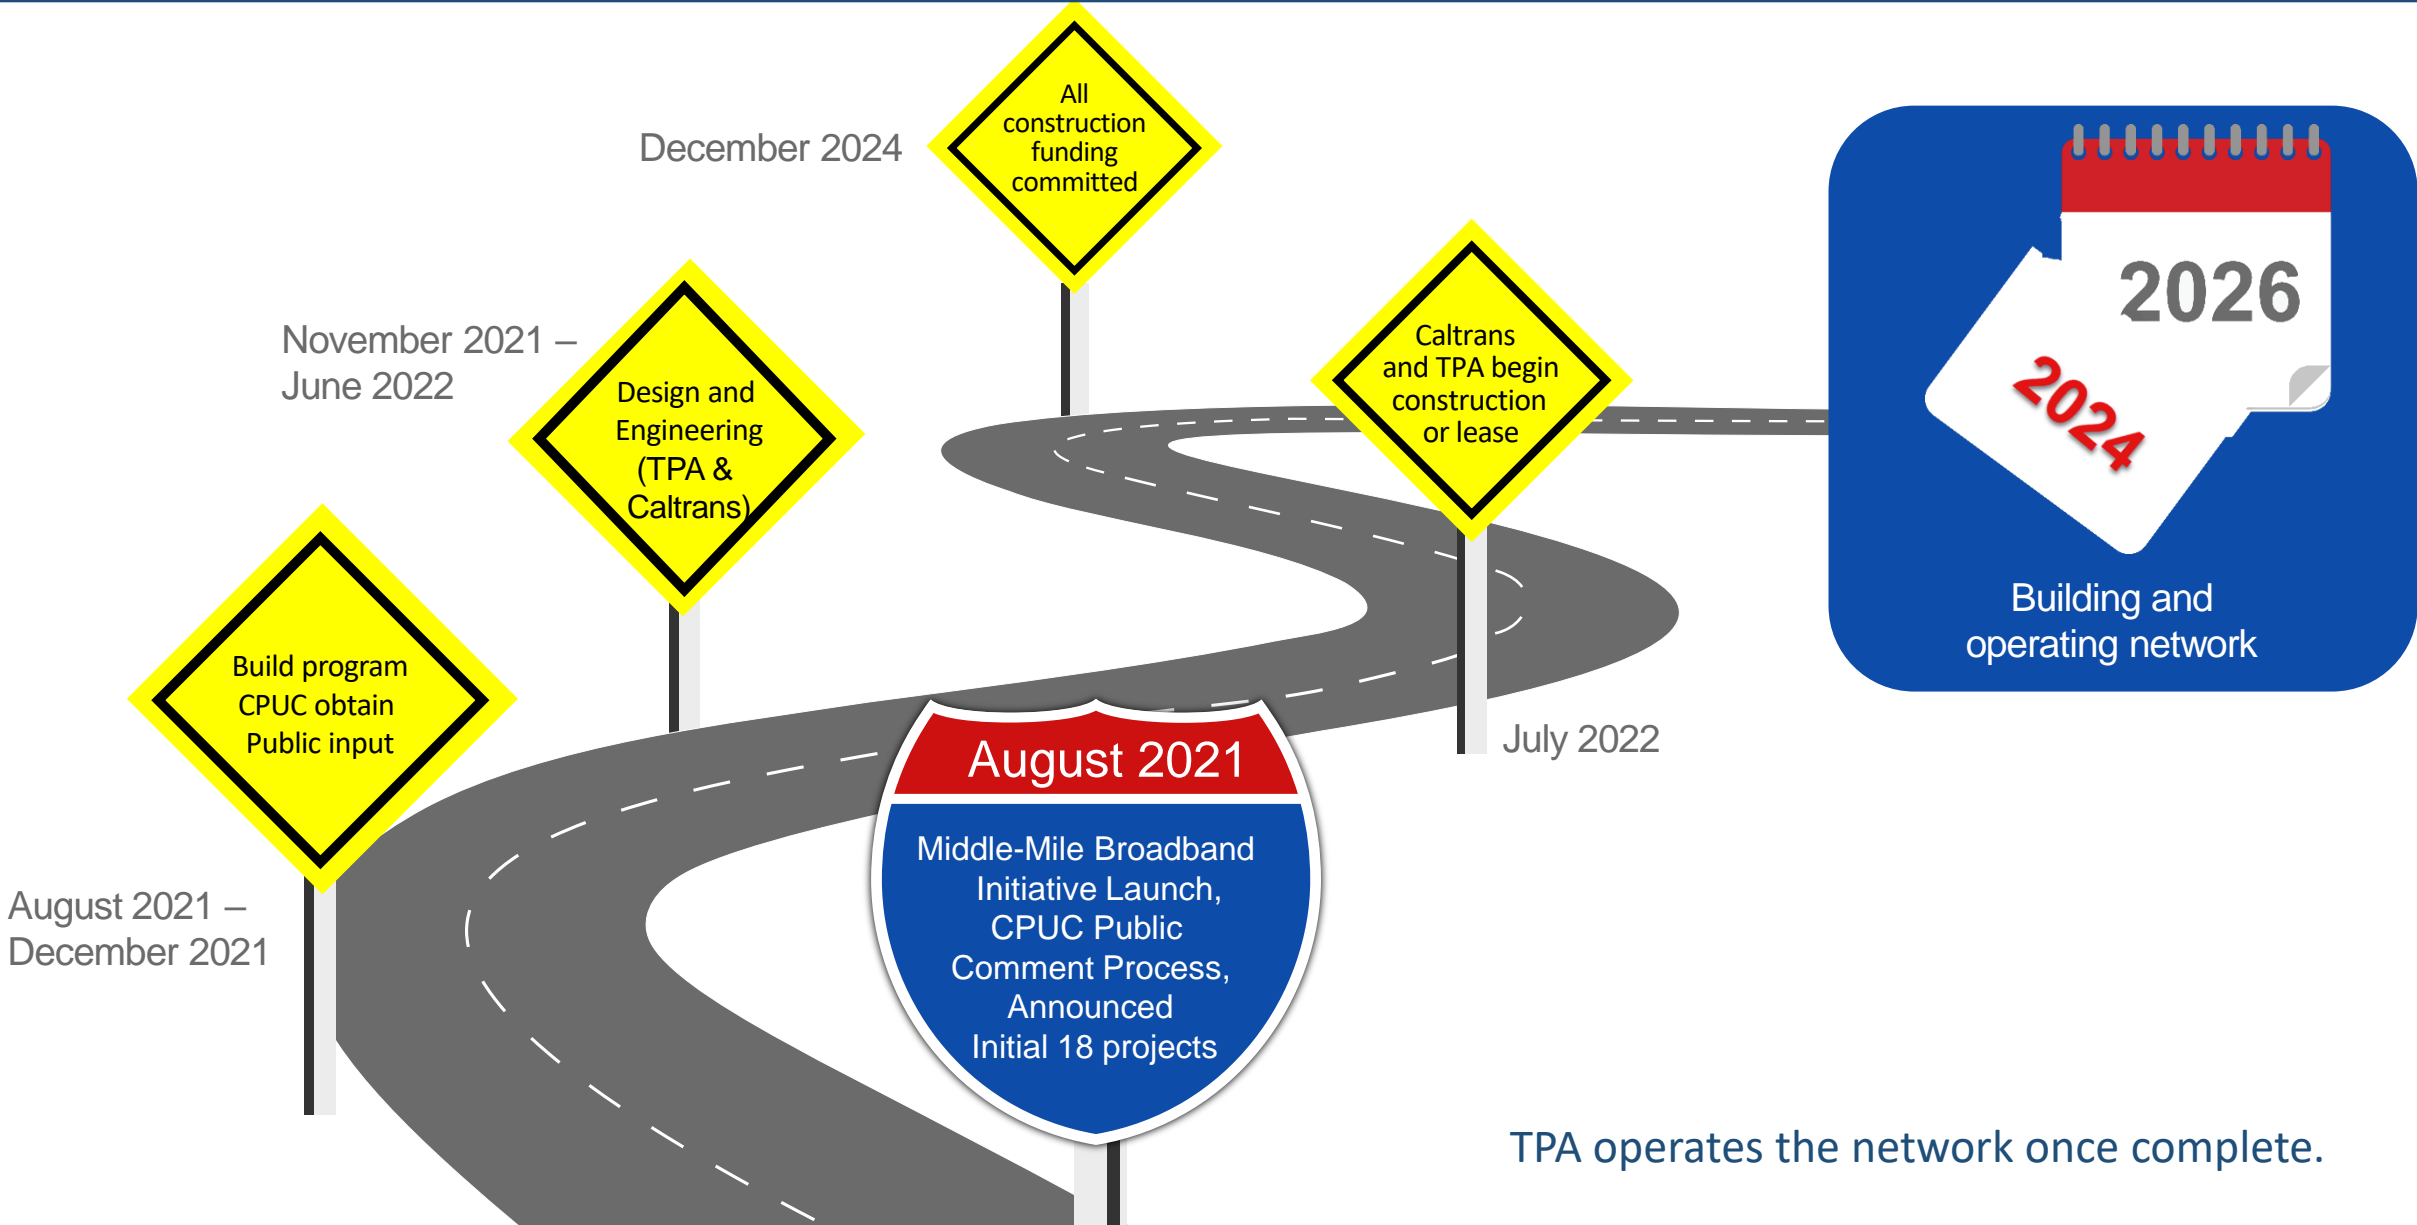 December 2024
All
construction
funding
committed
November 2021 –
June 2022
Design and
Engineering
(TPA &
Caltrans)
Caltrans
and TPA begin
construction
or lease
July 2022
Build program
CPUC obtain
Public input
August 2021 –
December 2021
August 2021
Middle-Mile Broadband
Initiative Launch,
CPUC Public
Comment Process,
Announced
Initial 18 projects
2026
2024
Building and
operating network
TPA operates the network once complete.